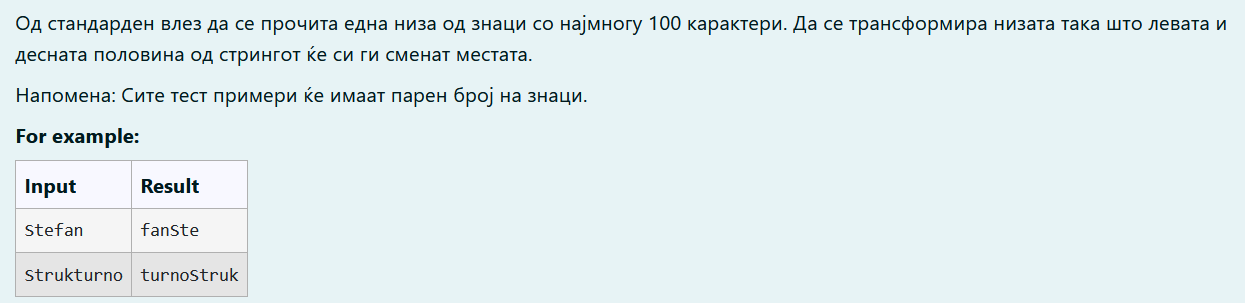 Од стандарден влез да се прочита една низа од знаци со најмногу 100 карактери. Да се трансформира низата така што левата и
десната половина од стрингот ќе си ги сменат местата.
Напомена: Сите тест примери ќе имаат парен број на знаци.
For example:
Input Result
Stefan fanSte
Strukturno turnoStruk